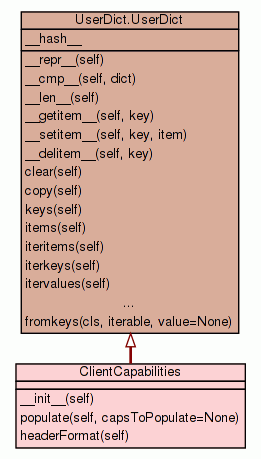 UserDict.UserDict
__hash__
__repr__(self)
__cmp__(self, dict)
__len__(self)
__getitem__(self, key)
__setitem__(self, key, item)
__delitem__(self, key)
clear(self)
copy(self)
keys(self)
items(self)
iteritems(self)
iterkeys(self)
itervalues(self)
...
fromkeys(cls, iterable, value=None)
ClientCapabilities
__init__(self)
populate(self, capsToPopulate=None)
headerFormat(self)